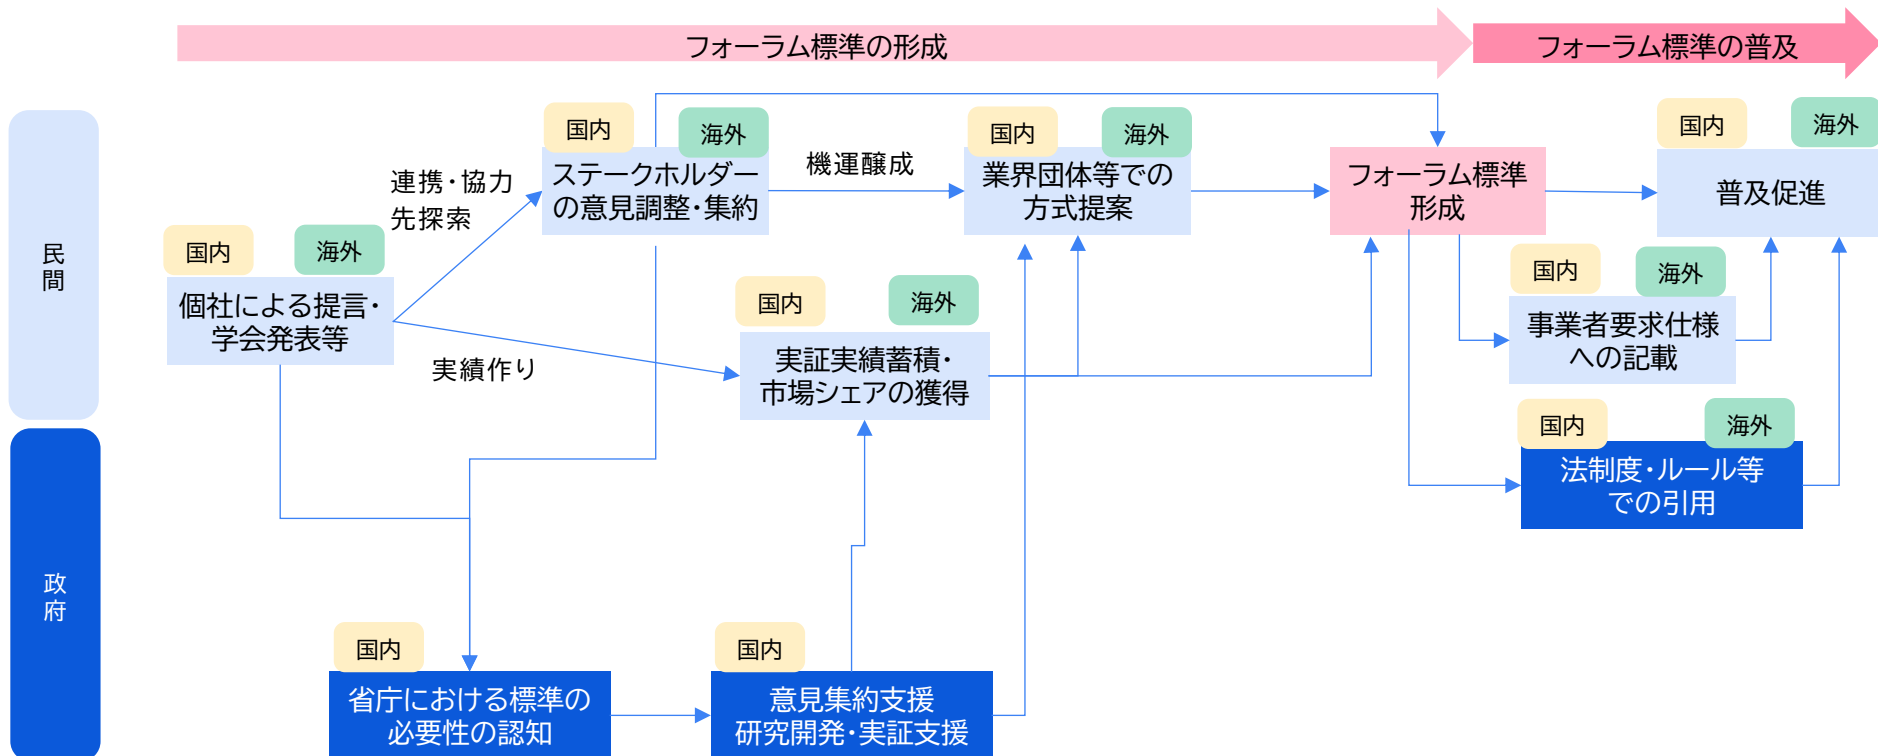 フォーラム標準の形成
フォーラム標準の普及
民間
国内
海外
個社による提言・
学会発表等
連携・協力
先探索
実績作り
国内
海外
ステークホルダー
の意見調整・集約
機運醸成
国内
海外
業界団体等での
方式提案
国内
海外
実証実績蓄積・
市場シェアの獲得
フォーラム標準
形成
国内
海外
普及促進
国内
海外
事業者要求仕様
への記載
国内
海外
法制度・ルール等
での引用
政府
国内
省庁における標準の
必要性の認知
国内
意見集約支援
研究開発・実証支援